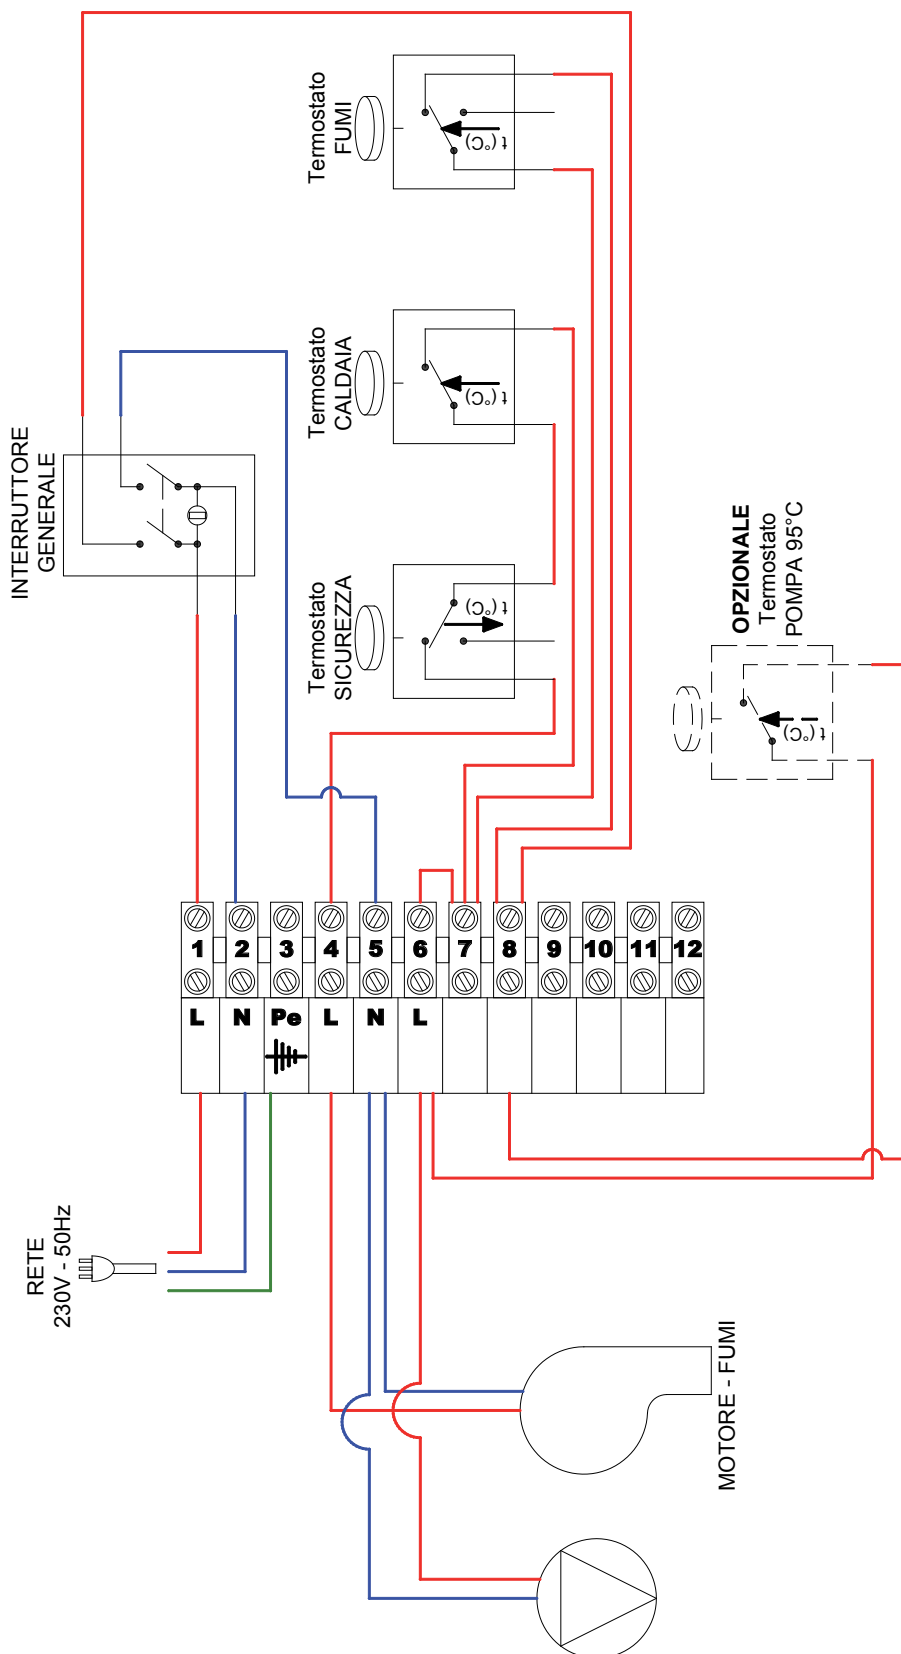 INTERRUTTORE
GENERALE
Termostato
FUMI
t (°C)
Termostato
CALDAIA
t (°C)
Termostato
SICUREZZA
t (°C)
OPZIONALE
Termostato
POMPA 95°C
t (°C)
1 2 3 4 5 6 7 8 9 10 11 12
L N Pe L N L
RETE
230V - 50Hz
MOTORE - FUMI